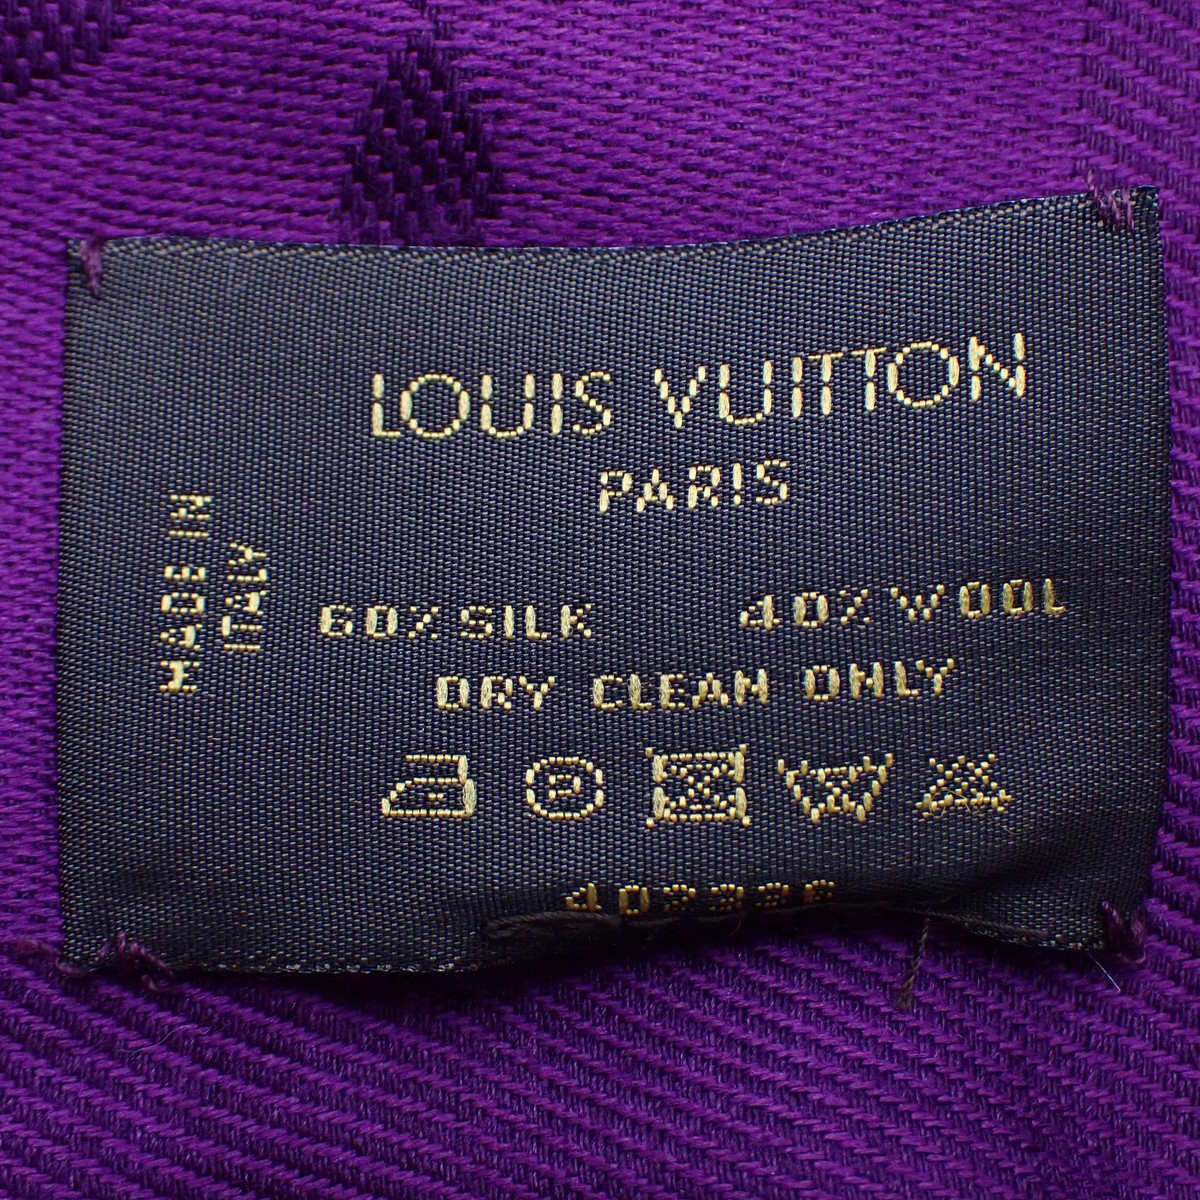 LOUIS VUITTON
PARIS
MADE IN
ITALY
60% SILK 40% WOOL
DRY CLEAN ONLY
P